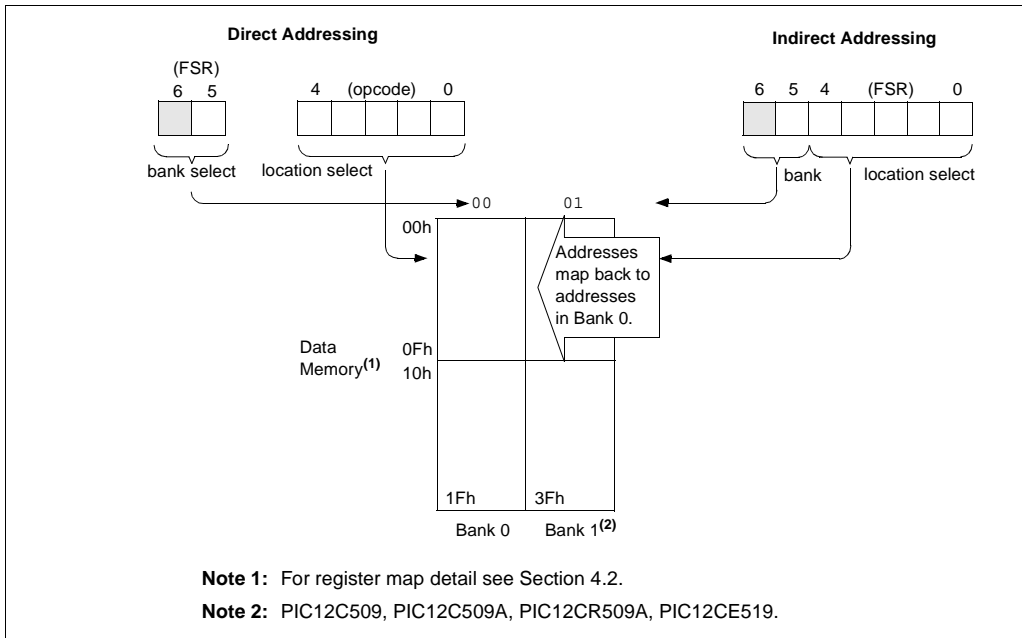 Direct Addressing
(FSR)
6 5
4 (opcode) 0
bank select
location select
Indirect Addressing
6 5 4 (FSR) 0
bank
location select
00 01
00h
Addresses
map back to
addresses
in Bank 0.
Data
Memory(1)
0Fh
10h
1Fh
3Fh
Bank 0
Bank 1(2)
Note 1: For register map detail see Section 4.2.
Note 2: PIC12C509, PIC12C509A, PIC12CR509A, PIC12CE519.